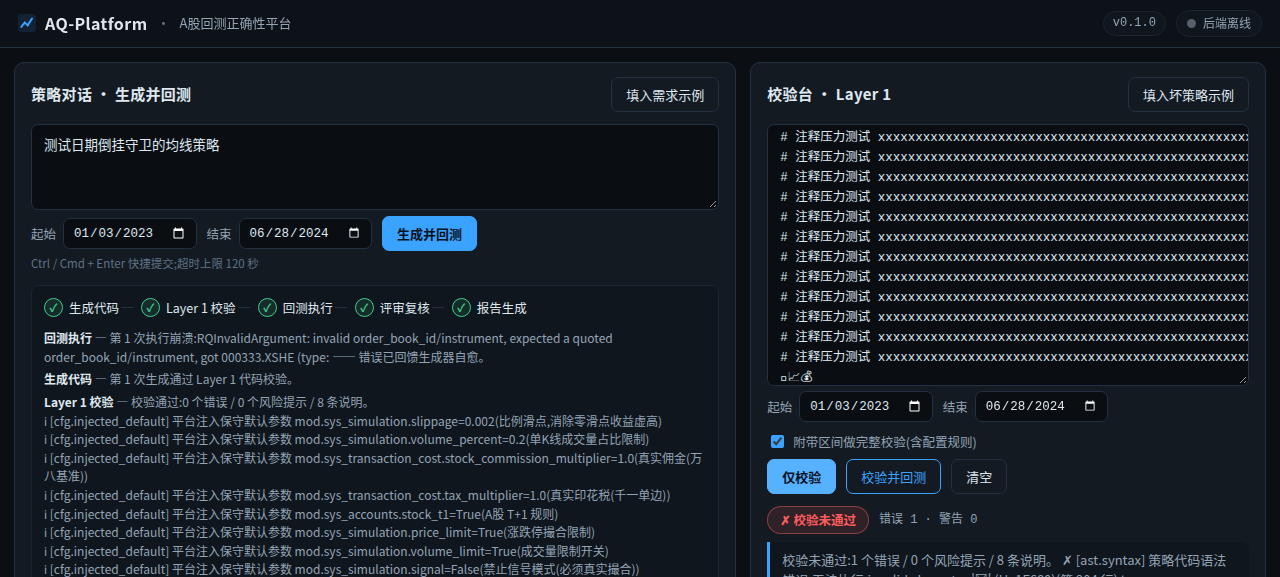 AQ-Platform · A股回测正确性平台
v0.1.0
后端离线
策略对话 · 生成并回测
填入需求示例
测试日期倒挂守卫的均线策略
起始 01/03/2023 结束 06/28/2024 生成并回测
Ctrl / Cmd + Enter 快捷提交;超时上限 120 秒
✓ 生成代码 ✓ Layer 1 校验 ✓ 回测执行 ✓ 评审复核 ✓ 报告生成
回测执行 — 第 1 次执行崩溃:RQInvalidArgument: invalid order_book_id/instrument, expected a quoted
order_book_id/instrument, got 000333.XSHE (type: —— 错误已回馈生成器自愈。
生成代码 — 第 1 次生成通过 Layer 1 代码校验。
Layer 1 校验 — 校验通过:0 个错误 / 0 个风险提示 / 8 条说明。
i [cfg.injected_default] 平台注入保守默认参数 mod.sys_simulation.slippage=0.002(比例滑点,消除零滑点收益虚高)
i [cfg.injected_default] 平台注入保守默认参数 mod.sys_simulation.volume_percent=0.2(单K线成交量占比限制)
i [cfg.injected_default] 平台注入保守默认参数 mod.sys_transaction_cost.stock_commission_multiplier=1.0(真实佣金(万
八基准))
i [cfg.injected_default] 平台注入保守默认参数 mod.sys_transaction_cost.tax_multiplier=1.0(真实印花税(千一单边))
i [cfg.injected_default] 平台注入保守默认参数 mod.sys_accounts.stock_t1=True(A股 T+1 规则)
i [cfg.injected_default] 平台注入保守默认参数 mod.sys_simulation.price_limit=True(涨跌停撮合限制)
i [cfg.injected_default] 平台注入保守默认参数 mod.sys_simulation.volume_limit=True(成交量限制开关)
i [cfg.injected_default] 平台注入保守默认参数 mod.sys_simulation.signal=False(禁止信号模式(必须真实撮合))
校验台 · Layer 1
填入坏策略示例
# 注释压力测试 xxxxxxxxxxxxxxxxxxxxxxxxxxxxxxxxxxxxxxxxxxxxxxxxxx
# 注释压力测试 xxxxxxxxxxxxxxxxxxxxxxxxxxxxxxxxxxxxxxxxxxxxxxxxxx
# 注释压力测试 xxxxxxxxxxxxxxxxxxxxxxxxxxxxxxxxxxxxxxxxxxxxxxxxxx
# 注释压力测试 xxxxxxxxxxxxxxxxxxxxxxxxxxxxxxxxxxxxxxxxxxxxxxxxxx
# 注释压力测试 xxxxxxxxxxxxxxxxxxxxxxxxxxxxxxxxxxxxxxxxxxxxxxxxxx
# 注释压力测试 xxxxxxxxxxxxxxxxxxxxxxxxxxxxxxxxxxxxxxxxxxxxxxxxxx
# 注释压力测试 xxxxxxxxxxxxxxxxxxxxxxxxxxxxxxxxxxxxxxxxxxxxxxxxxx
# 注释压力测试 xxxxxxxxxxxxxxxxxxxxxxxxxxxxxxxxxxxxxxxxxxxxxxxxxx
# 注释压力测试 xxxxxxxxxxxxxxxxxxxxxxxxxxxxxxxxxxxxxxxxxxxxxxxxxx
# 注释压力测试 xxxxxxxxxxxxxxxxxxxxxxxxxxxxxxxxxxxxxxxxxxxxxxxxxx
# 注释压力测试 xxxxxxxxxxxxxxxxxxxxxxxxxxxxxxxxxxxxxxxxxxxxxxxxxx
# 注释压力测试 xxxxxxxxxxxxxxxxxxxxxxxxxxxxxxxxxxxxxxxxxxxxxxxxxx
📈💰
起始 01/03/2023 结束 06/28/2024
附带区间做完整校验(含配置规则)
仅校验 校验并回测 清空
✗ 校验未通过 错误 1 · 警告 0
校验未通过:1 个错误 / 0 个风险提示 / 8 条说明。 ✗ [ast.syntax] 策略代码语法